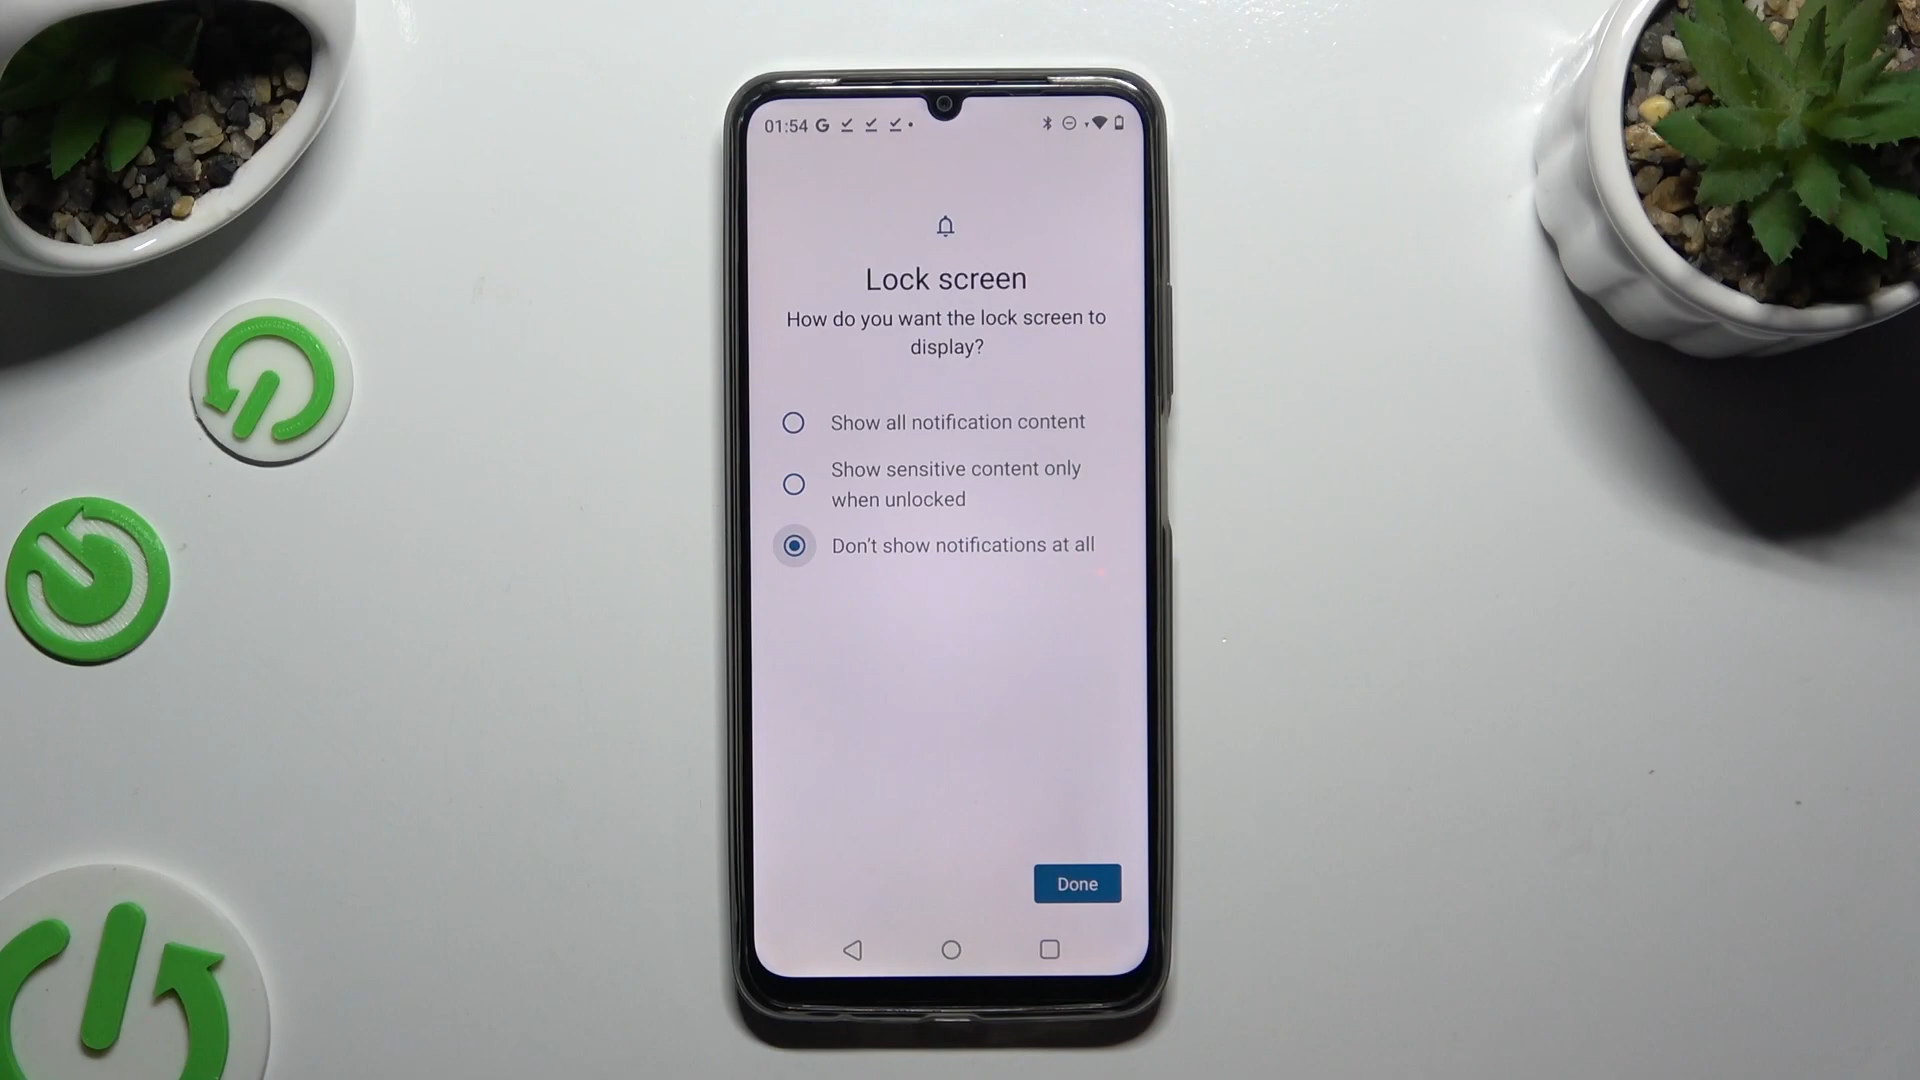 01:54 G
Lock screen
How do you want the lock screen to
display?
Show all notification content
Show sensitive content only
when unlocked
Don't show notifications at all
Done